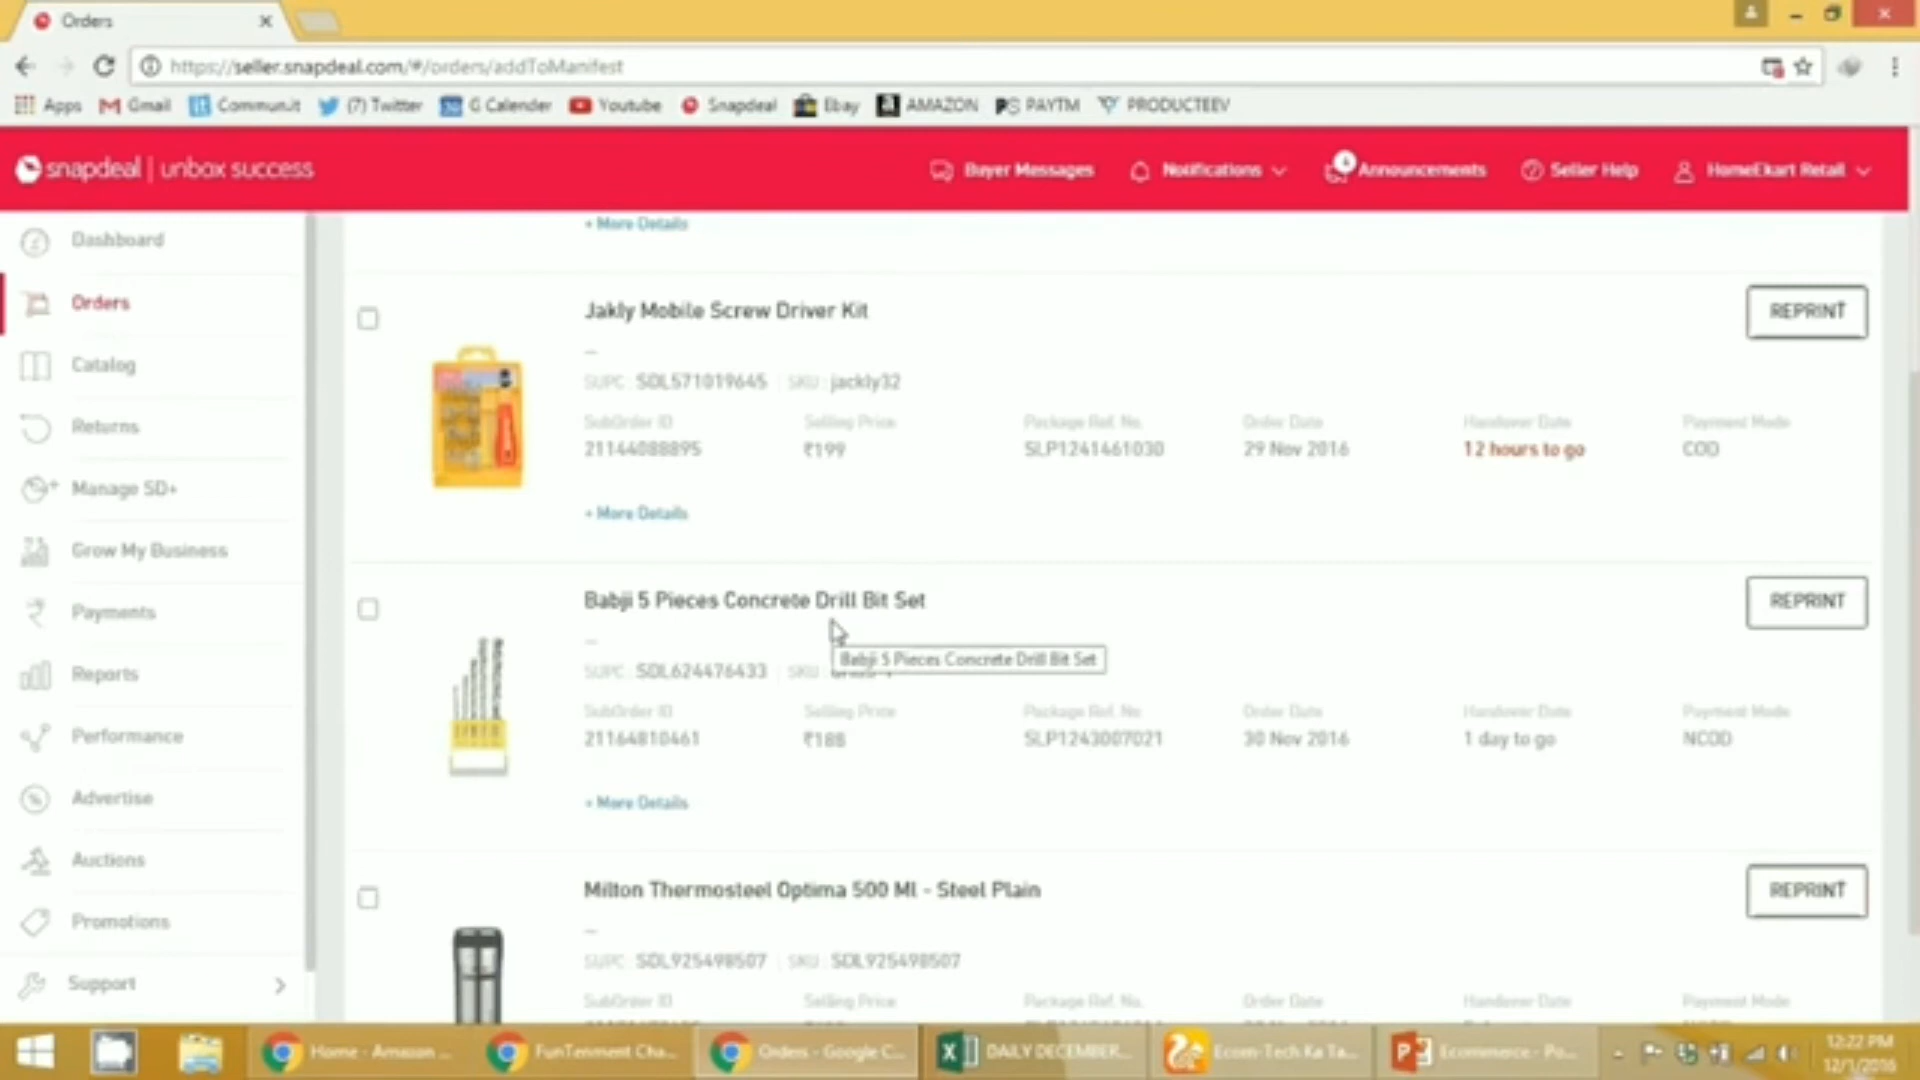 Orders
https://seller.snapdeal.com/#/orders/addToManifest
Apps Gmail Commun.it (7) Twitter G Calender Youtube Snapdeal Ebay AMAZON PAYTM PRODUCTEEV
snapdeal | unbox success Buyer Messages Notifications 4 Announcements Seller Help HomeEkart Retail
Dashboard
Orders
Catalog
Returns
Manage SD+
Grow My Business
Payments
Reports
Performance
Advertise
Auctions
Promotions
Support
+ More Details
Jakly Mobile Screw Driver Kit REPRINT
SUPC: SDL571019645 | SKU: jackly32
SubOrder ID Selling Price Package Ref. No. Order Date Handover Date Payment Mode
21144088895 ₹199 SLP1241461030 29 Nov 2016 12 hours to go COD
+ More Details
Babji 5 Pieces Concrete Drill Bit Set REPRINT
Babji 5 Pieces Concrete Drill Bit Set
SUPC: SDL624476433 | SKU:
SubOrder ID Selling Price Package Ref. No. Order Date Handover Date Payment Mode
21164810461 ₹188 SLP1243007021 30 Nov 2016 1 day to go NCOD
+ More Details
Milton Thermosteel Optima 500 Ml - Steel Plain REPRINT
SUPC: SDL925498507 | SKU: SDL925498507
SubOrder ID Selling Price Package Ref. No. Order Date Handover Date Payment Mode
Home - Amazon ... FunTenment Cha... Orders - Google C... DAILY DECEMBER... Ecom-Tech Ka Ta... Ecommerce - Po...
12:22 PM
12/1/2016